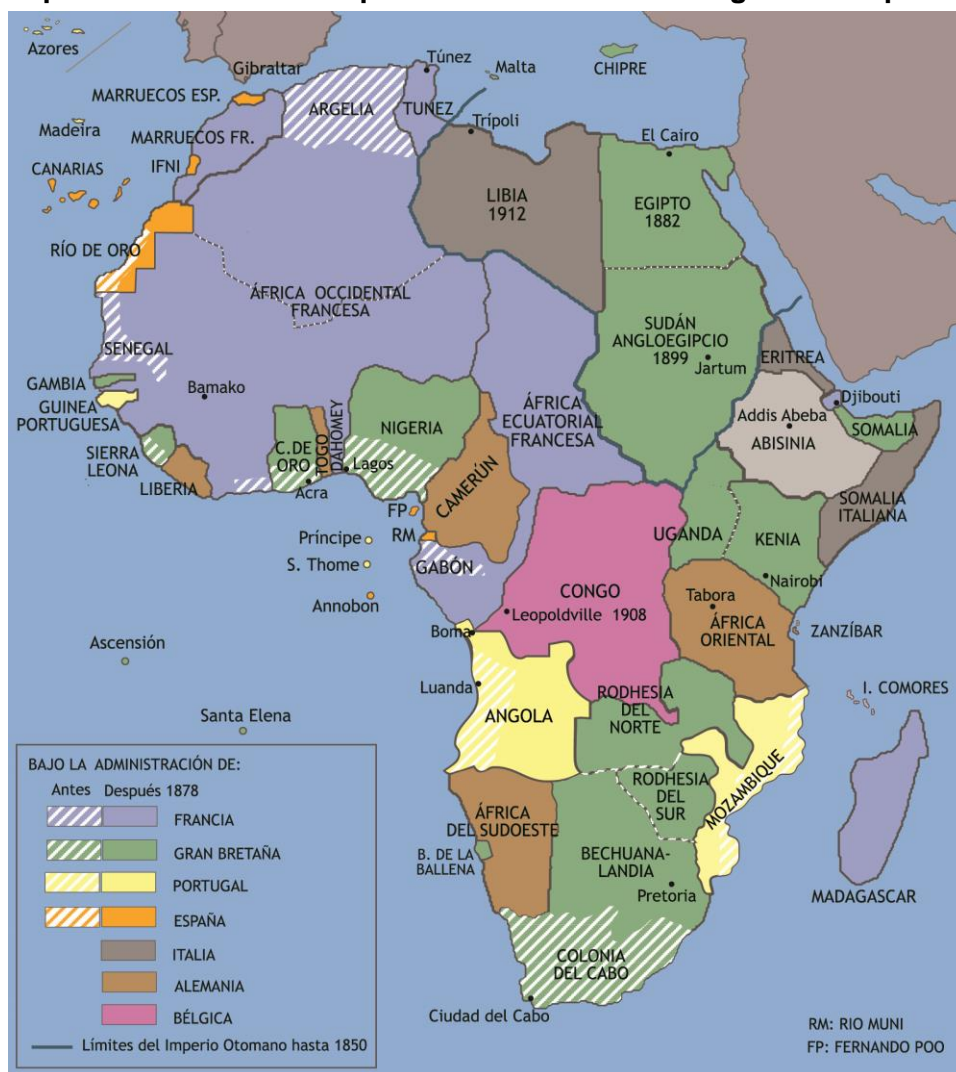 Azores
Gibraltar
Túnez
Malta
CHIPRE
MARRUECOS ESP.
ARGELIA
TUNEZ
Madeira
MARRUECOS FR.
Trípoli
El Cairo
CANARIAS
IFNI
LIBIA
1912
EGIPTO
1882
RÍO DE ORO
ÁFRICA OCCIDENTAL
FRANCESA
SUDÁN
ANGLOEGIPCIO
1899
Jartum
SENEGAL
ERITREA
GAMBIA
Bamako
Djibouti
GUINEA
PORTUGUESA
NIGERIA
ÁFRICA
ECUATORIAL
FRANCESA
Addis Abeba
ABISINIA
SOMALIA
SIERRA
LEONA
C.DE
ORO
TOGO
DAHOMEY
Lagos
LIBERIA
Acra
CAMERÚN
SOMALIA
ITALIANA
FP
RM
UGANDA
KENIA
Príncipe
GABÓN
S. Thome
CONGO
Nairobi
Annobon
Leopoldville 1908
Tabora
ÁFRICA
ORIENTAL
ZANZÍBAR
Boma
Ascensión
Luanda
ANGOLA
RODHESIA
DEL
NORTE
I. COMORES
Santa Elena
MOZAMBIQUE
RODHESIA
DEL
SUR
ÁFRICA
DEL SUDOESTE
B. DE LA
BALLENA
BECHUANA-
LANDIA
Pretoria
MADAGASCAR
COLONIA
DEL CABO
Ciudad del Cabo
BAJO LA ADMINISTRACIÓN DE:
Antes Después 1878
FRANCIA
GRAN BRETAÑA
PORTUGAL
ESPAÑA
ITALIA
ALEMANIA
BÉLGICA
Límites del Imperio Otomano hasta 1850
RM: RIO MUNI
FP: FERNANDO POO